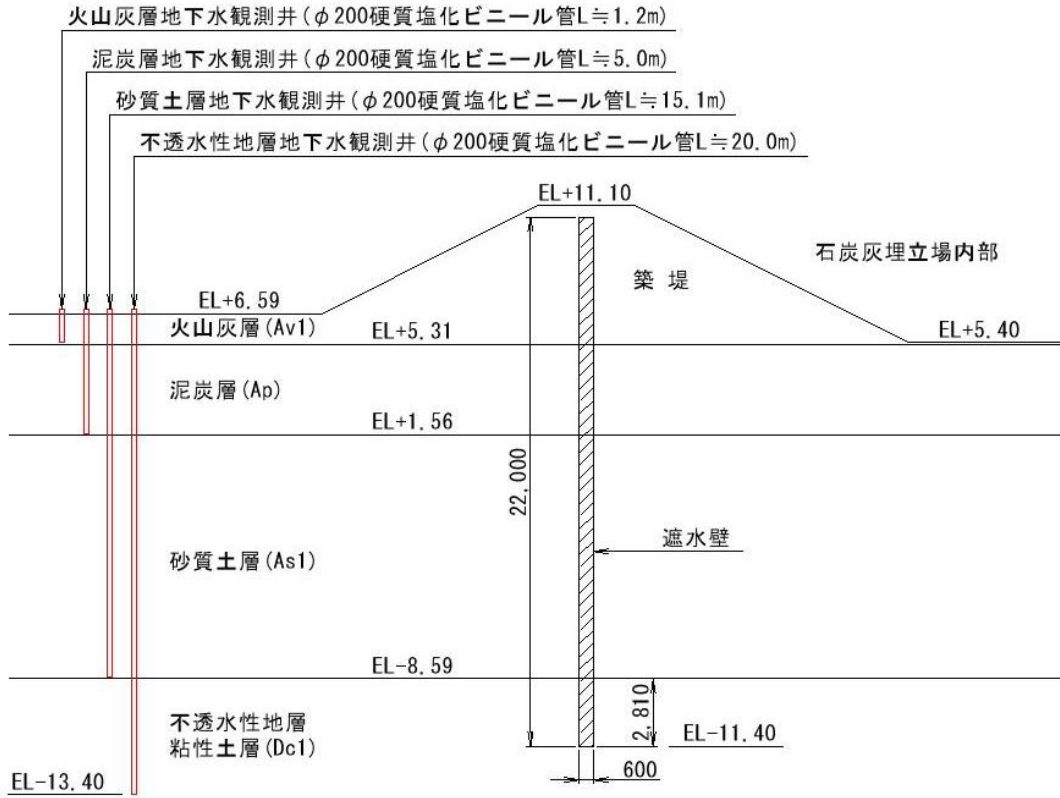 火山灰層地下水観測井(φ200硬質塩化ビニール管L≒1.2m)
泥炭層地下水観測井(φ200硬質塩化ビニール管L≒5.0m)
砂質土層地下水観測井(φ200硬質塩化ビニール管L≒15.1m)
不透水性地層地下水観測井(φ200硬質塩化ビニール管L≒20.0m)
EL+11.10
石炭灰埋立場内部
築 堤
EL+6.59
火山灰層(Av1)
EL+5.31
EL+5.40
泥炭層(Ap)
EL+1.56
22,000
遮水壁
砂質土層(As1)
EL-8.59
2,810
不透水性地層
粘性土層(Dc1)
EL-11.40
600
EL-13.40